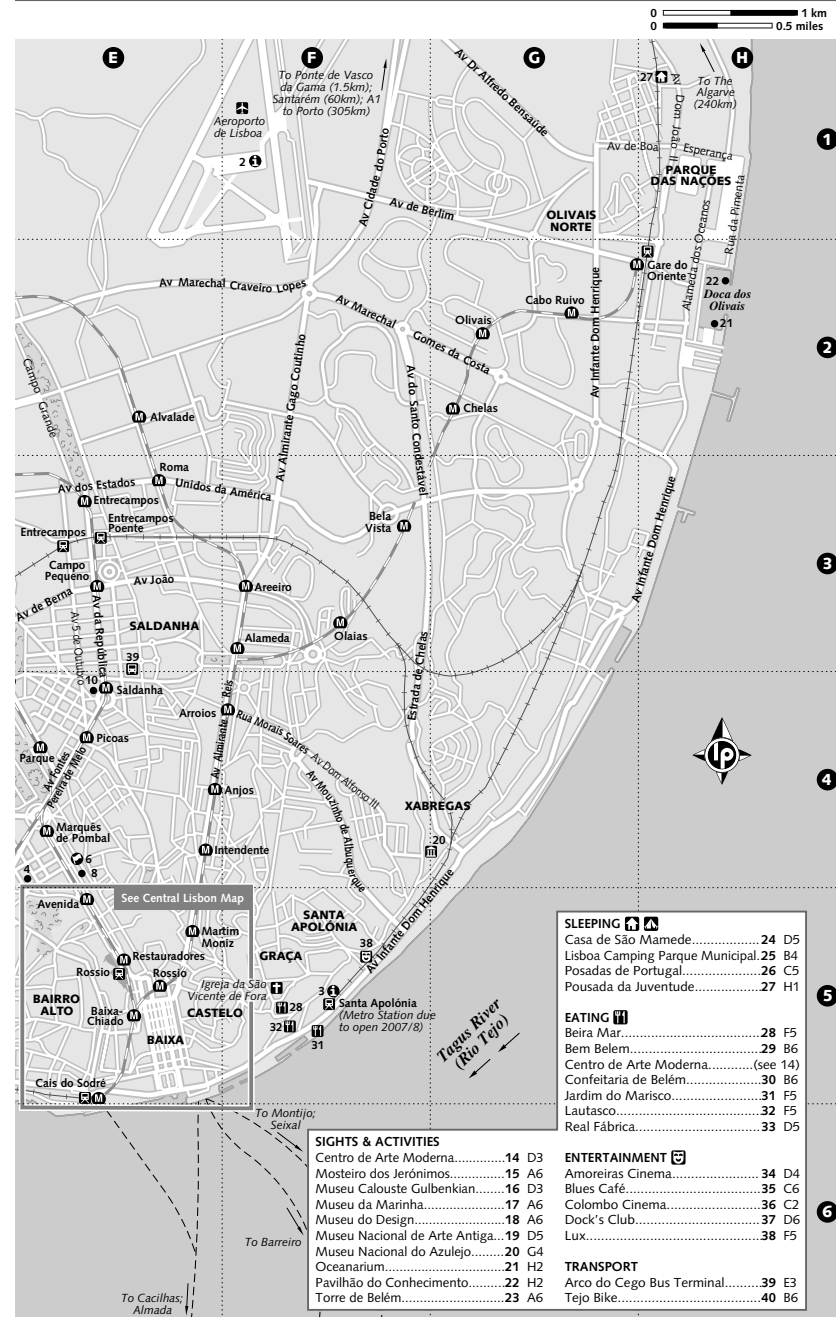 0 1 km
0 0.5 miles
E
F
G
H
To Ponte de Vasco
da Gama (1.5km);
Santarém (60km); A1
to Porto (305km)
Aeroporto
de Lisboa
2
Av Cidade do Porto
Av Dr Alfredo Bensaúde
27
Av Dom João II
To The
Algarve
(240km)
1
Av de Boa Esperança
PARQUE
DAS NAÇÕES
Av de Berlim
OLIVAIS
NORTE
Alameda dos Oceanos
Rua da Pimenta
Gare do
Oriente
22
Doca dos
Olivais
21
Av Marechal Craveiro Lopes
Av Marechal Gomes da Costa
Cabo Ruivo
Olivais
Av Infante Dom Henrique
2
Campo Grande
Av Almirante Gago Coutinho
Av do Santo Condestável
Chelas
Alvalade
Roma
Av dos Estados Unidos da América
Entrecampos
Entrecampos
Poente
Entrecampos
Bela
Vista
Av Infante Dom Henrique
3
Campo
Pequeno
Av João
Areeiro
Av de Berna
Av da República
Av 5 de Outubro
SALDANHA
Olaias
Alameda
39
Estrada de Chelas
10
Saldanha
Arroios
Av Almirante Reis
Rua Morais Soares
Av Dom Alfonso III
Picoas
Parque
Av Fontes
Pereira de Melo
lp
4
Av Mouzinho de Albuquerque
Anjos
XABREGAS
Marquês
de Pombal
20
Intendente
6
4
8
See Central Lisbon Map
Avenida
SANTA
APOLÓNIA
Av Infante Dom Henrique
Martim
Moniz
38
GRAÇA
Restauradores
Rossio
Rossio
Igreja da São
Vicente de Fora
3
Santa Apolónia
(Metro Station due
to open 2007/8)
28
BAIRRO
ALTO
Baixa-
Chiado
CASTELO
32
31
BAIXA
Tagus River
(Rio Tejo)
5
Cais do Sodré
To Montijo;
Seixal
To Barreiro
To Cacilhas;
Almada
6
SLEEPING
Casa de São Mamede...................24 D5
Lisboa Camping Parque Municipal.25 B4
Posadas de Portugal....................26 C5
Pousada da Juventude.................27 H1
EATING
Beira Mar.....................................28 F5
Bem Belem..................................29 B6
Centro de Arte Moderna..........(see 14)
Confeitaria de Belém...................30 B6
Jardim do Marisco.......................31 F5
Lautasco......................................32 F5
Real Fábrica.................................33 D5
ENTERTAINMENT
Amoreiras Cinema.......................34 D4
Blues Café...................................35 C6
Colombo Cinema........................36 C2
Dock's Club.................................37 D6
Lux..............................................38 F5
TRANSPORT
Arco do Cego Bus Terminal.........39 E3
Tejo Bike.....................................40 B6
SIGHTS & ACTIVITIES
Centro de Arte Moderna..............14 D3
Mosteiro dos Jerónimos...............15 A6
Museu Calouste Gulbenkian........16 D3
Museu da Marinha......................17 A6
Museu do Design........................18 A6
Museu Nacional de Arte Antiga...19 D5
Museu Nacional do Azulejo.........20 G4
Oceanarium................................21 H2
Pavilhão do Conhecimento.........22 H2
Torre de Belém...........................23 A6